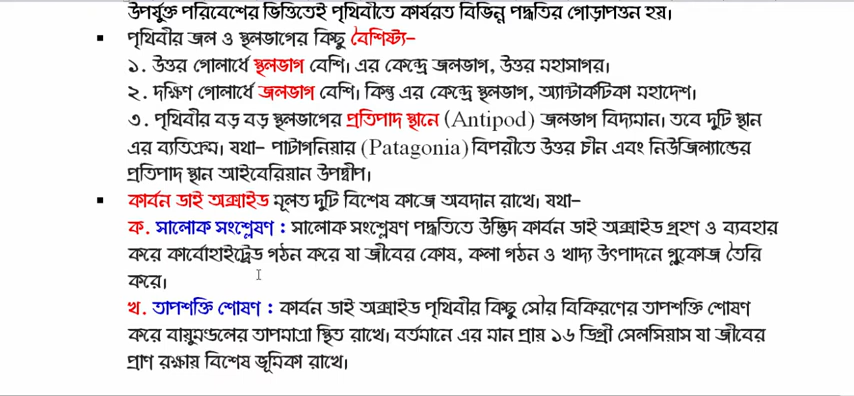 উপর্যুক্ত পরিবেশের ভিত্তিতেই পৃথিবীতে কার্যরত বিভিন্ন পদ্ধতির গোড়াপত্তন হয়।
▪ পৃথিবীর জল ও স্থলভাগের কিছু বৈশিষ্ট্য–
১. উত্তর গোলার্ধে স্থলভাগ বেশি। এর কেন্দ্রে জলভাগ, উত্তর মহাসাগর।
২. দক্ষিণ গোলার্ধে জলভাগ বেশি। কিন্তু এর কেন্দ্রে স্থলভাগ, অ্যান্টার্কটিকা মহাদেশ।
৩. পৃথিবীর বড় বড় স্থলভাগের প্রতিপাদ স্থানে (Antipod) জলভাগ বিদ্যমান। তবে দুটি স্থান
এর ব্যতিক্রম। যথা– পাটাগনিয়ার (Patagonia) বিপরীতে উত্তর চীন এবং নিউজিল্যান্ডের
প্রতিপাদ স্থান আইবেরিয়ান উপদ্বীপ।
▪ কার্বন ডাই অক্সাইড মূলত দুটি বিশেষ কাজে অবদান রাখে। যথা–
ক. সালোক সংশ্লেষণ : সালোক সংশ্লেষণ পদ্ধতিতে উদ্ভিদ কার্বন ডাই অক্সাইড গ্রহণ ও ব্যবহার
করে কার্বোহাইট্রেড গঠন করে যা জীবের কোষ, কলা গঠন ও খাদ্য উৎপাদনে গ্লুকোজ তৈরি
করে।
খ. তাপশক্তি শোষণ : কার্বন ডাই অক্সাইড পৃথিবীর কিছু সৌর বিকিরণের তাপশক্তি শোষণ
করে বায়ুমণ্ডলের তাপমাত্রা স্থিত রাখে। বর্তমানে এর মান প্রায় ১৬ ডিগ্রী সেলসিয়াস যা জীবের
প্রাণ রক্ষায় বিশেষ ভূমিকা রাখে।